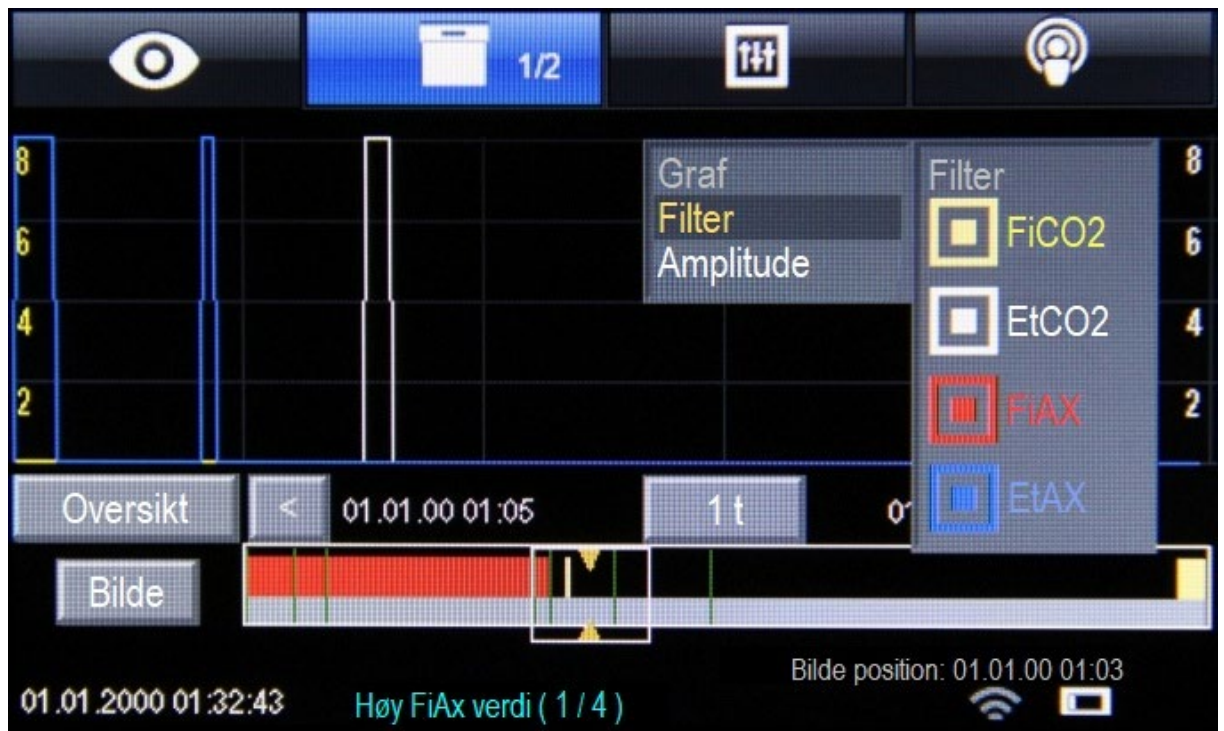 1/2
8
6
4
2
Graf
Filter
Amplitude
Filter
FiCO2
EtCO2
FiAX
EtAX
8
6
4
2
Oversikt
<
01.01.00 01:05
1 t
Bilde
Bilde position: 01.01.00 01:03
01.01.2000 01:32:43
Høy FiAx verdi ( 1 / 4 )